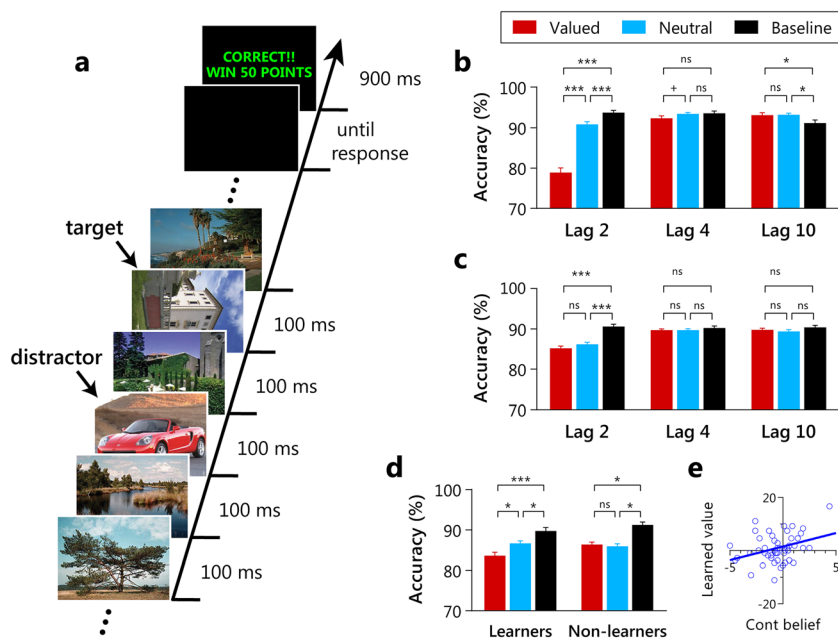 Valued Neutral Baseline
a
CORRECT!!
WIN 50 POINTS
900 ms
until
response
target
distractor
100 ms
100 ms
100 ms
100 ms
100 ms
b
Accuracy (%)
100
90
80
70
***
*** ***
ns
+ ns
*
ns *
Lag 2 Lag 4 Lag 10
c
Accuracy (%)
100
90
80
70
***
ns ***
ns
ns ns
ns
ns ns
Lag 2 Lag 4 Lag 10
d
Accuracy (%)
100
90
80
70
***
* *
*
ns *
Learners Non-learners
e
Learned value
20
-5 5
-20
Cont belief